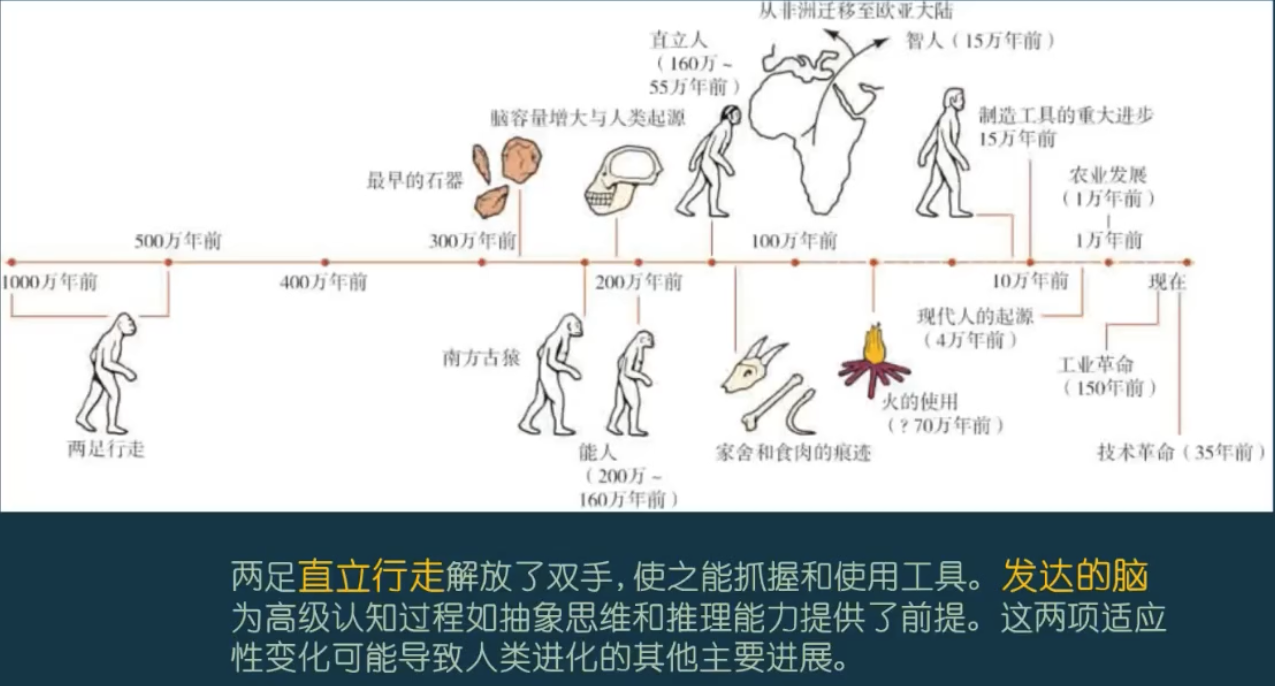 从非洲迁移至欧亚大陆
直立人
（160万～
55万年前）
智人（15万年前）
脑容量增大与人类起源
制造工具的重大进步
15万年前
最早的石器
农业发展
（1万年前）
500万年前
300万年前
100万年前
1万年前
1000万年前
400万年前
200万年前
10万年前
现在
现代人的起源
（4万年前）
南方古猿
工业革命
（150年前）
火的使用
（？70万年前）
两足行走
能人
（200万～
160万年前）
家舍和食肉的痕迹
技术革命（35年前）
两足直立行走解放了双手，使之能抓握和使用工具。发达的脑
为高级认知过程如抽象思维和推理能力提供了前提。这两项适应
性变化可能导致人类进化的其他主要进展。